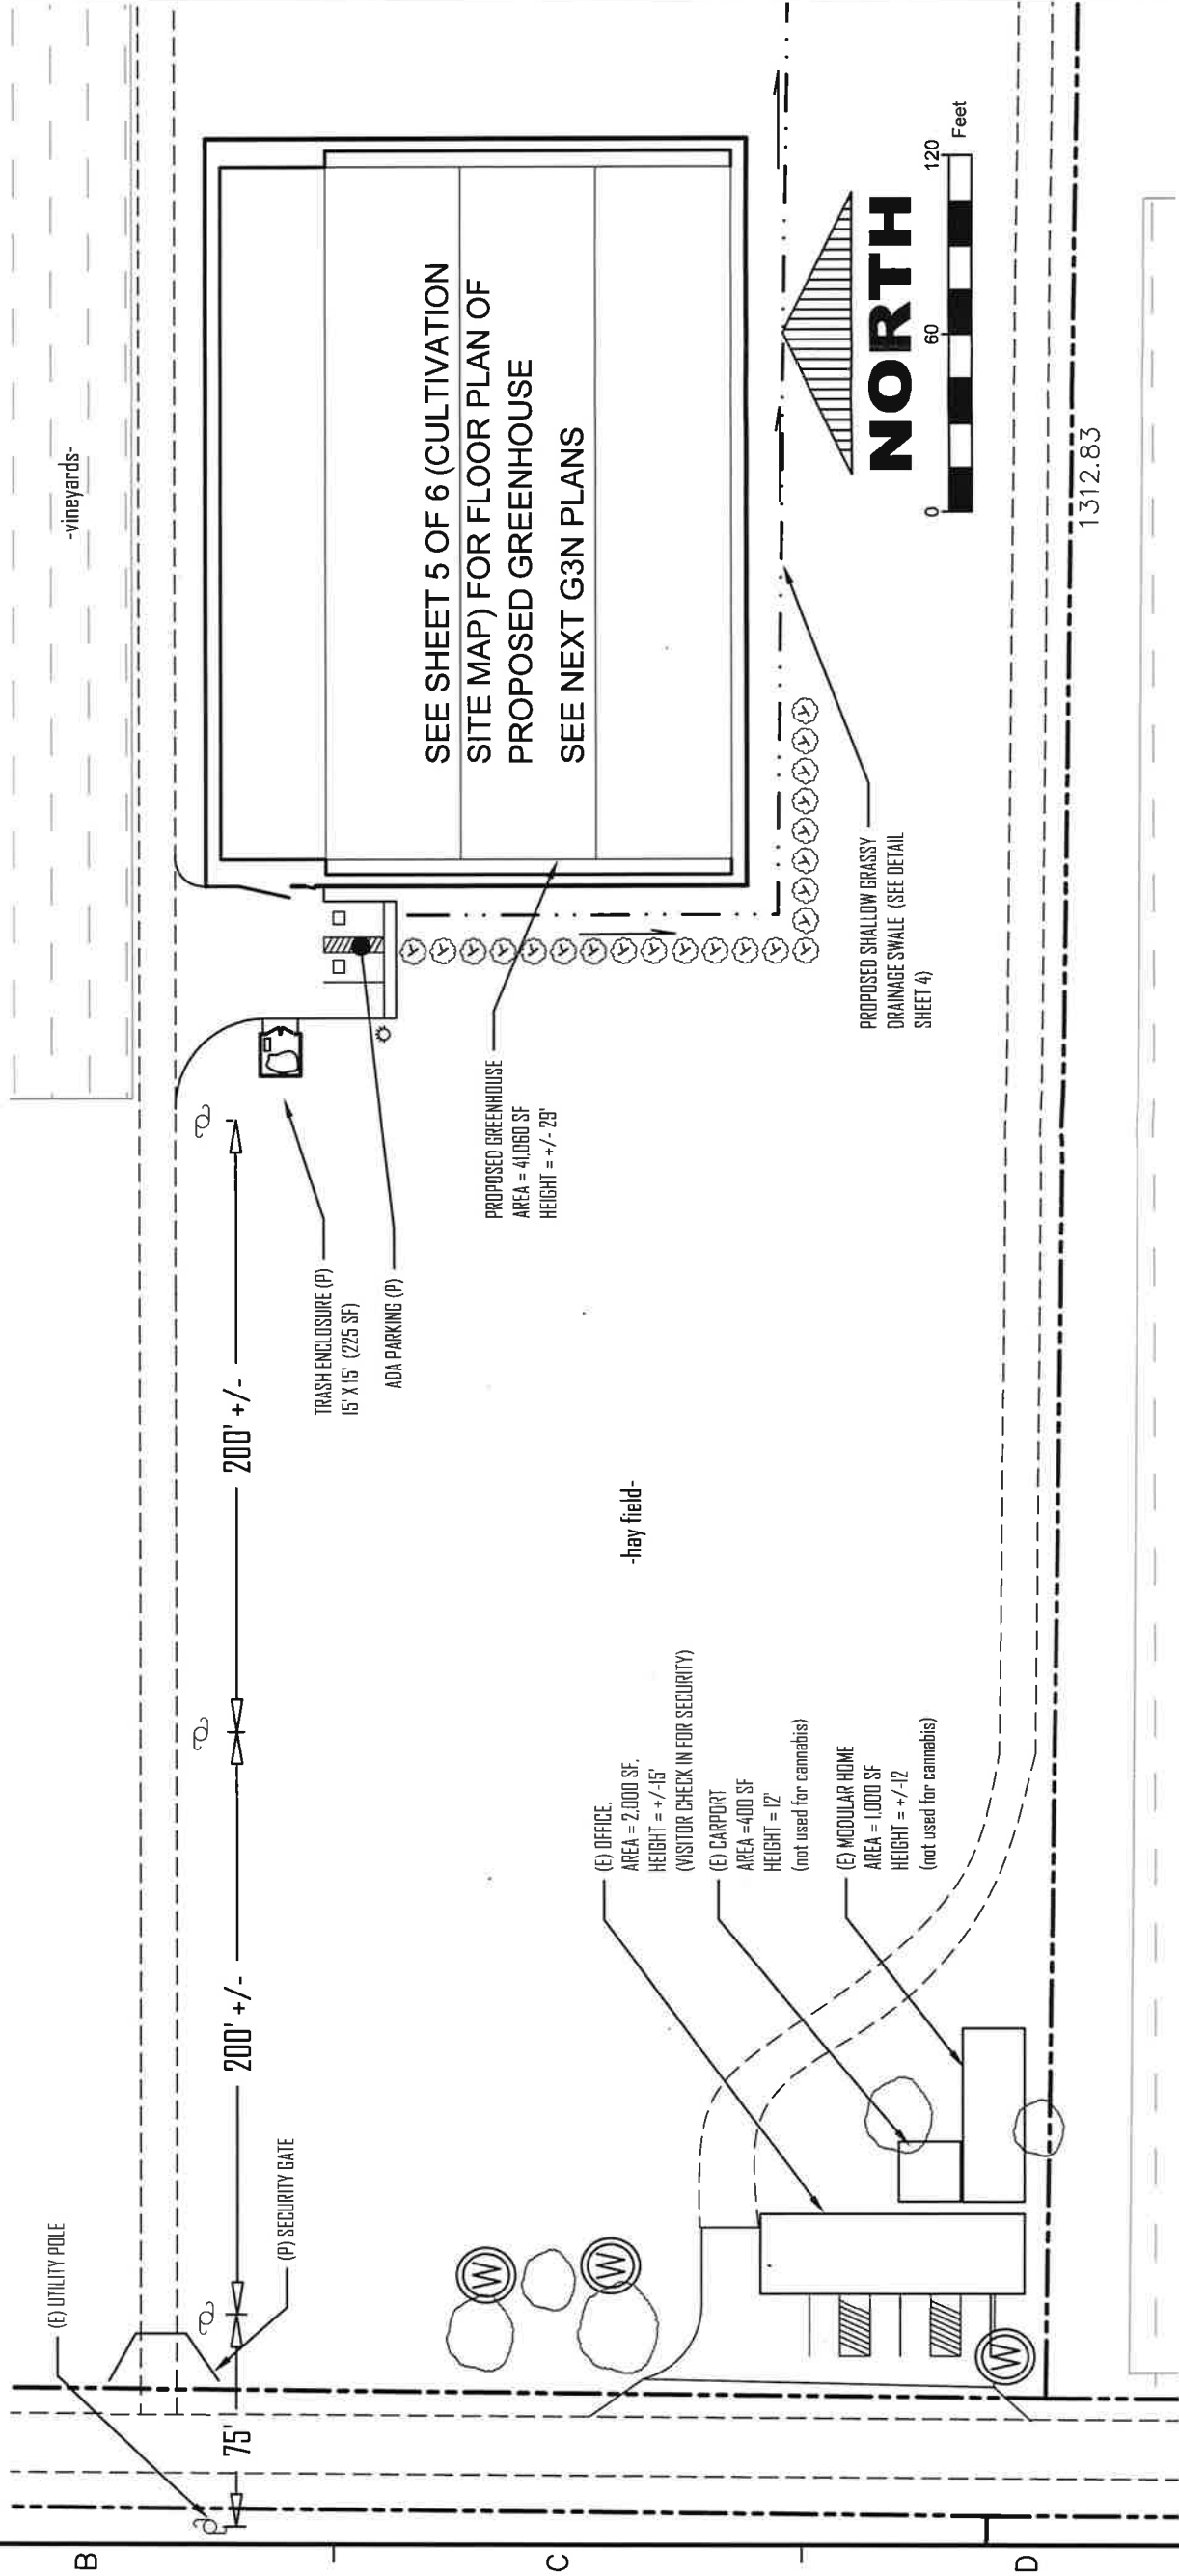 -vineyards-
(E) UTILITY POLE
(P) SECURITY GATE
75'
200' +/-
200' +/-
TRASH ENCLOSURE (P)
15' X 15' (225 SF)
ADA PARKING (P)
SEE SHEET 5 OF 6 (CULTIVATION
SITE MAP) FOR FLOOR PLAN OF
PROPOSED GREENHOUSE
SEE NEXT G3N PLANS
PROPOSED GREENHOUSE
AREA = 41,060 SF
HEIGHT = +/- 29'
-hay field-
(E) OFFICE.
AREA = 2,000 SF.
HEIGHT = +/-15'
(VISITOR CHECK IN FOR SECURITY)
(E) CARPORT
AREA =400 SF
HEIGHT = 12'
(not used for cannabis)
(E) MODULAR HOME
AREA = 1,000 SF
HEIGHT = +/-12
(not used for cannabis)
W
W
W
PROPOSED SHALLOW GRASSY
DRAINAGE SWALE (SEE DETAIL
SHEET 4)
NORTH
0 60 120
Feet
1312.83
B
C
D